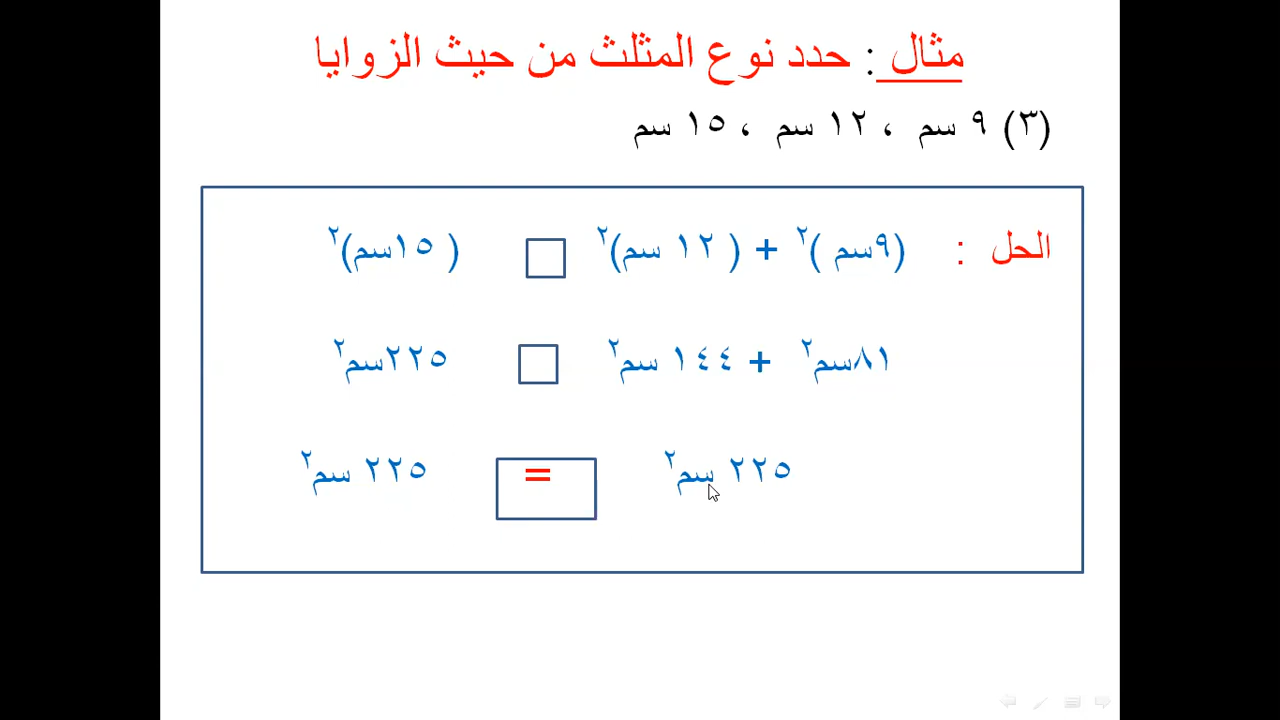 مثال : حدد نوع المثلث من حيث الزوايا
(٣) ٩ سم ، ١٢ سم ، ١٥ سم
الحل : (٩سم )٢ + ( ١٢ سم)٢ ( ١٥سم)٢
٨١سم٢ + ١٤٤ سم٢ ٢٢٥سم٢
٢٢٥ سم٢ = ٢٢٥ سم٢